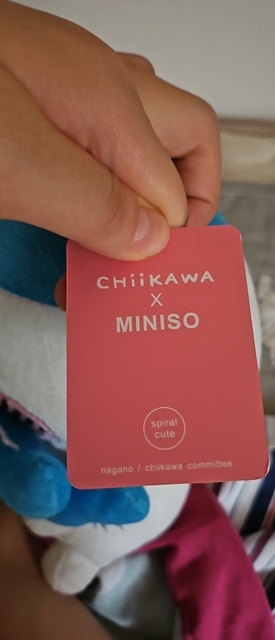 CHiiKAWA
X
MINISO
spiral
cute
nagano / chiikawa committee